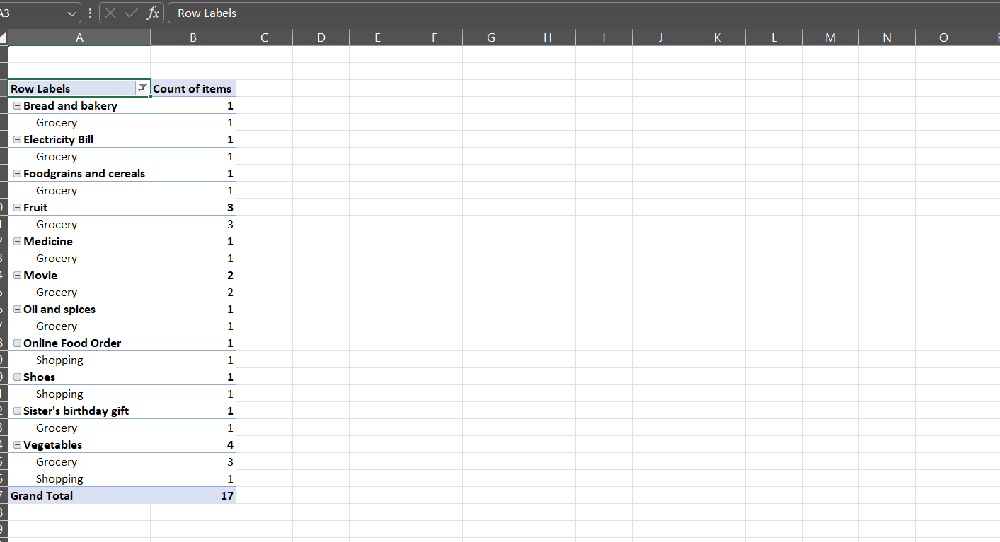 A3 fx Row Labels
A B C D E F G H I J K L M N O
Row Labels Count of items
Bread and bakery 1
Grocery 1
Electricity Bill 1
Grocery 1
Foodgrains and cereals 1
Grocery 1
Fruit 3
Grocery 3
Medicine 1
Grocery 1
Movie 2
Grocery 2
Oil and spices 1
Grocery 1
Online Food Order 1
Shopping 1
Shoes 1
Shopping 1
Sister's birthday gift 1
Grocery 1
Vegetables 4
Grocery 3
Shopping 1
Grand Total 17